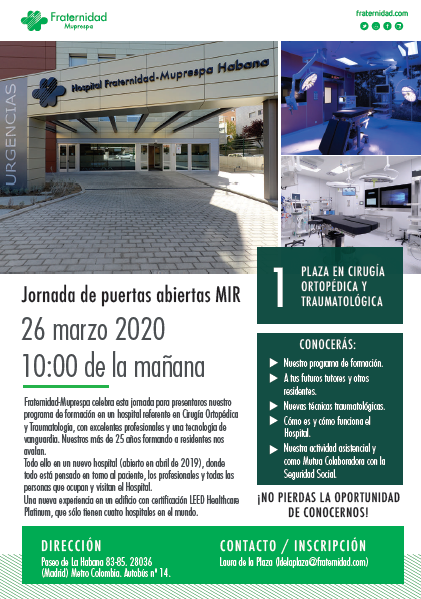 Fraternidad
Muprespa
fraternidad.com
URGENCIAS
Hospital Fraternidad-Muprespa Habana
1
PLAZA EN CIRUGÍA
ORTOPÉDICA Y
TRAUMATOLÓGICA
Jornada de puertas abiertas MIR
26 marzo 2020
10:00 de la mañana
Fraternidad-Muprespa celebra esta jornada para presentaros nuestro
programa de formación en un hospital referente en Cirugía Ortopédica
y Traumatología, con excelentes profesionales y una tecnología de
vanguardia. Nuestros más de 25 años formando a residentes nos
avalan.
Todo ello en un nuevo hospital (abierto en abril de 2019), donde
todo está pensado en torno al paciente, los profesionales y todas las
personas que ocupan y visitan el Hospital.
Una nueva experiencia en un edificio con certificación LEED Healthcare
Platinum, que sólo tienen cuatro hospitales en el mundo.
CONOCERÁS:
Nuestro programa de formación.
A tus futuros tutores y otros
residentes.
Nuevas técnicas traumatológicas.
Cómo es y cómo funciona el
Hospital.
Nuestra actividad asistencial y
como Mutua Colaboradora con la
Seguridad Social.
¡NO PIERDAS LA OPORTUNIDAD
DE CONOCERNOS!
DIRECCIÓN
Paseo de La Habana 83-85. 28036
(Madrid) Metro Colombia. Autobús nº 14.
CONTACTO / INSCRIPCIÓN
Laura de la Plaza (ldelaplaza@fraternidad.com)